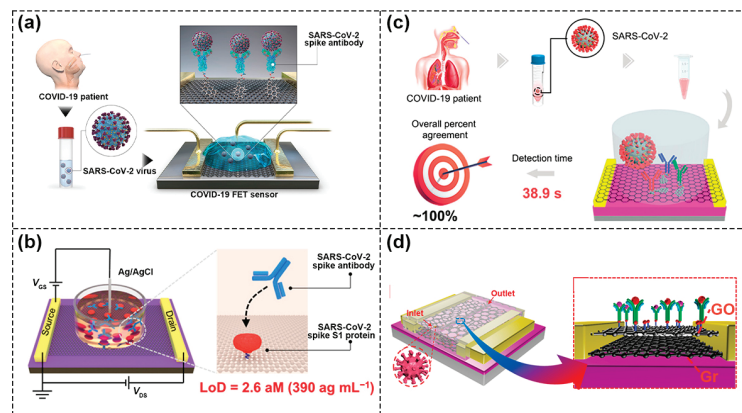 (a)
SARS-CoV-2
spike antibody
COVID-19 patient
SARS-CoV-2 virus
COVID-19 FET sensor
(c)
SARS-CoV-2
COVID-19 patient
Overall percent
agreement
Detection time
38.9 s
~100%
(b)
Ag/AgCl
VGS
Source
Drain
VDS
SARS-CoV-2
spike antibody
SARS-CoV-2
spike S1 protein
LoD = 2.6 aM (390 ag mL⁻¹)
(d)
Outlet
Inlet
GO
Gr